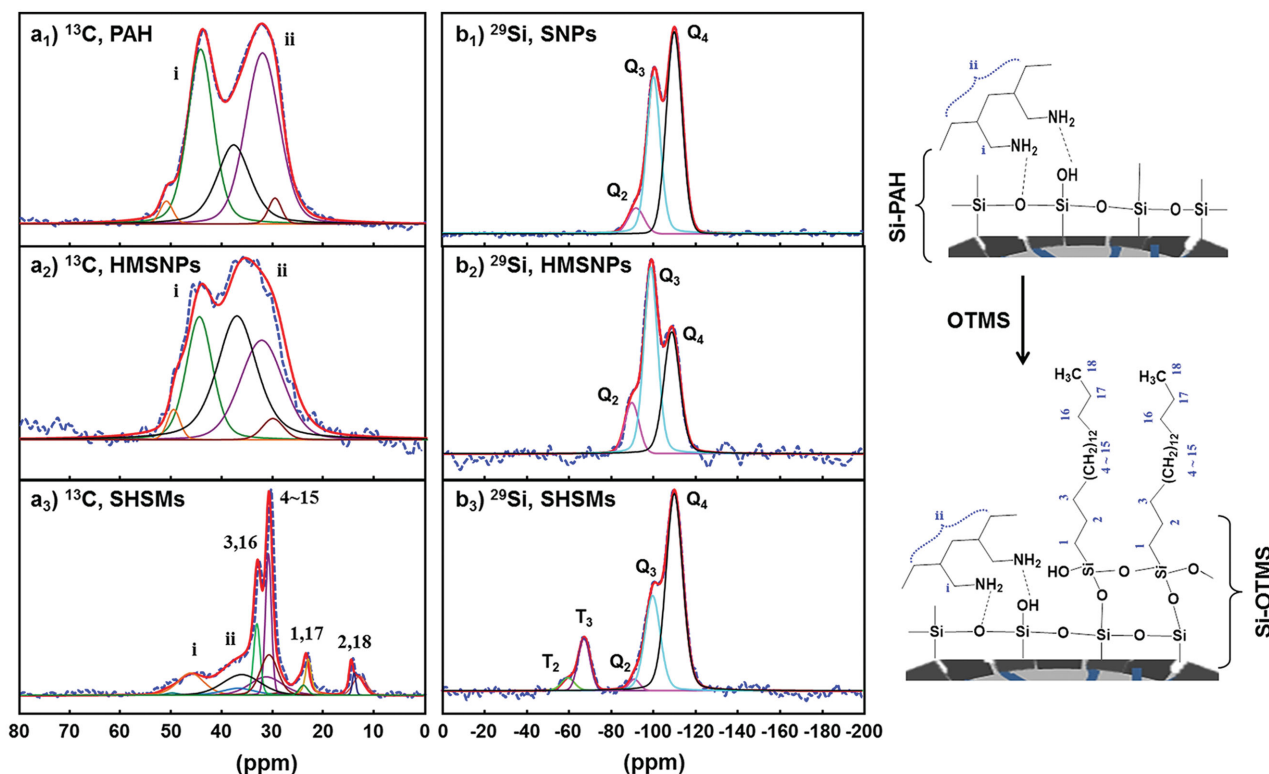 a₁) ¹³C, PAH
i
ii
a₂) ¹³C, HMSNPs
i
ii
a₃) ¹³C, SHSMs
4~15
3,16
i
ii
1,17
2,18
80 60 40 20 0
(ppm)
b₁) ²⁹Si, SNPs
Q₄
Q₃
Q₂
b₂) ²⁹Si, HMSNPs
Q₃
Q₄
Q₂
b₃) ²⁹Si, SHSMs
Q₄
Q₃
T₃
T₂
Q₂
0 -20 -40 -60 -80 -100 -120 -140 -160 -180 -200
(ppm)
ii
NH₂
i
NH₂
OH
Si O Si O Si O Si
Si-PAH
OTMS
H₃C 18 H₃C 18
17 17
16 16
(CH₂)₁₂ (CH₂)₁₂
4~15 4~15
3 3
2 2
1 1
ii
NH₂
i
NH₂
HO Si O Si O
O O
OH
Si O Si O Si O Si
Si-OTMS